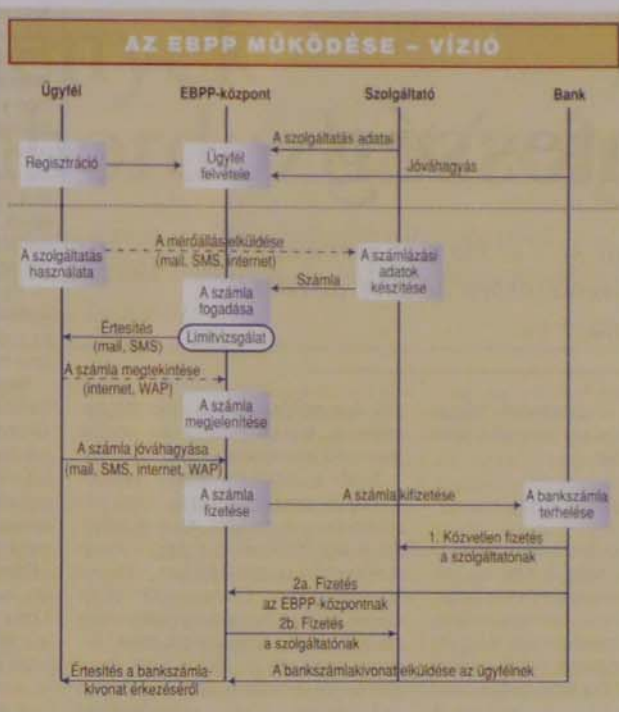 AZ EBPP MŰKÖDÉSE – VÍZIÓ
Ügyfél
EBPP-központ
Szolgáltató
Bank
A szolgáltatás adatai
Regisztráció
Ügyfél
felvétele
Jóváhagyás
A mérőállás elküldése
(mail, SMS, internet)
A szolgáltatás
használata
A számlázási
adatok
készítése
Számla
A számla
fogadása
Értesítés
(mail, SMS)
Limitvizsgálat
A számla megtekintése
(internet, WAP)
A számla
megjelenítése
A számla jóváhagyása
(mail, SMS, internet, WAP)
A számla
fizetése
A számla kifizetése
A bankszámla
terhelése
1. Közvetlen fizetés
a szolgáltatónak
2a. Fizetés
az EBPP-központnak
2b. Fizetés
a szolgáltatónak
Értesítés a bankszámla-
kivonat érkezéséről
A bankszámlakivonat elküldése az ügyfélnek